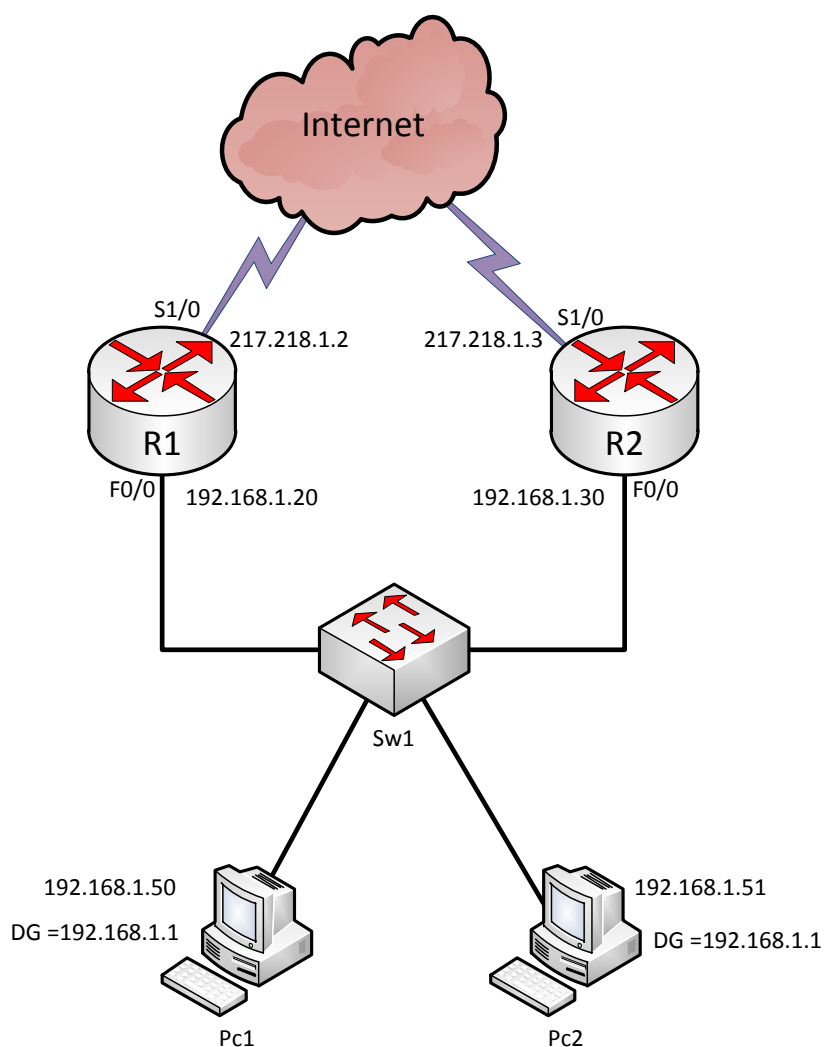 Internet
S1/0
S1/0
217.218.1.2
217.218.1.3
R1
R2
F0/0
192.168.1.20
192.168.1.30
F0/0
Sw1
192.168.1.50
192.168.1.51
DG =192.168.1.1
DG =192.168.1.1
Pc1
Pc2